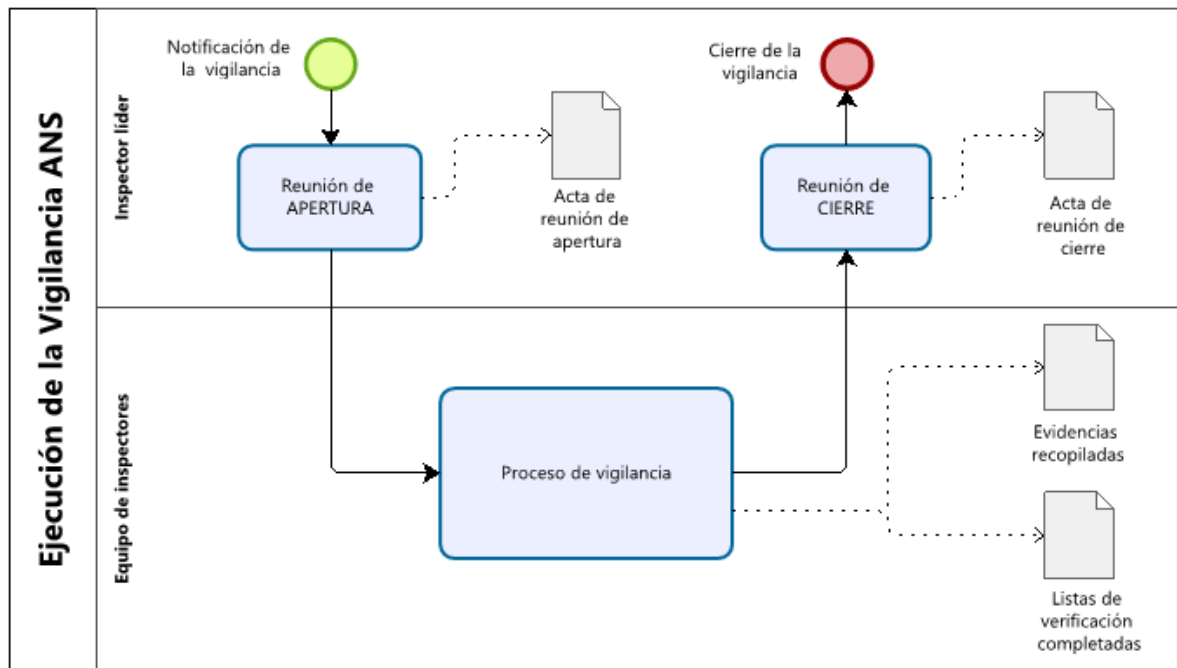 Ejecución de la Vigilancia ANS
Inspector líder
Notificación de
la vigilancia
Reunión de
APERTURA
Acta de
reunión de
apertura
Cierre de la
vigilancia
Reunión de
CIERRE
Acta de
reunión de
cierre
Equipo de inspectores
Proceso de vigilancia
Evidencias
recopiladas
Listas de
verificación
completadas